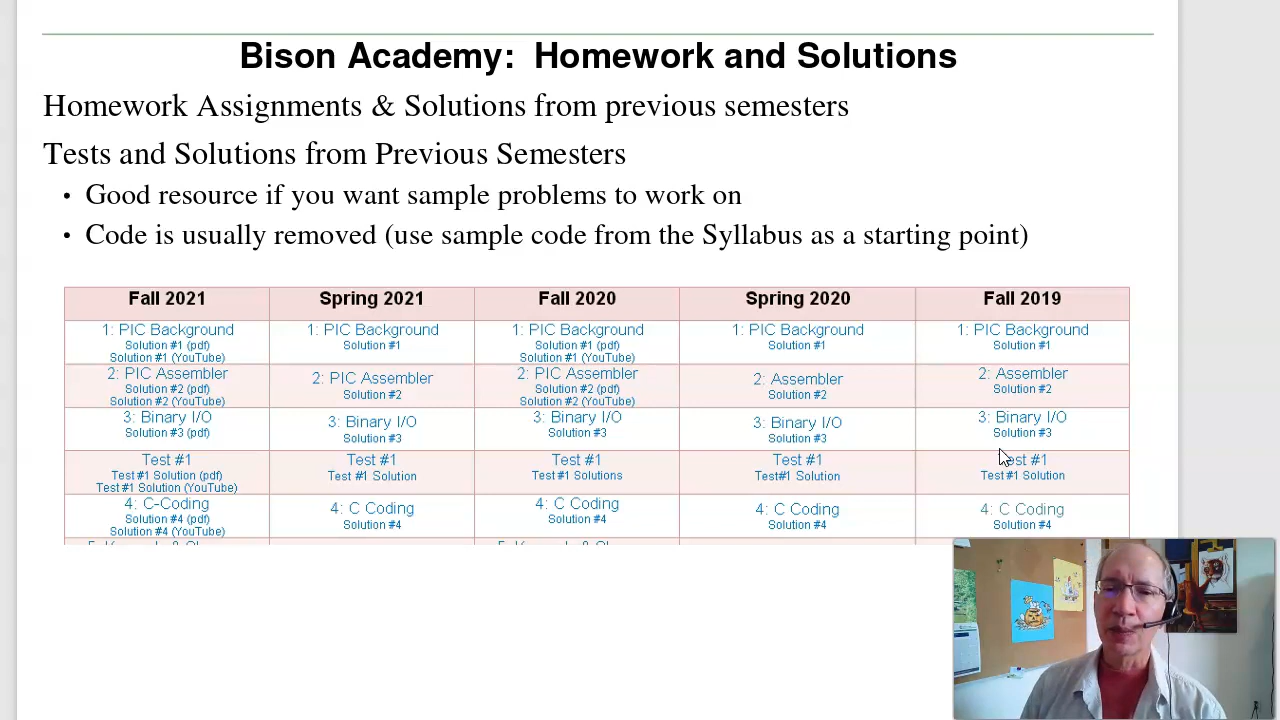 Bison Academy: Homework and Solutions
Homework Assignments & Solutions from previous semesters
Tests and Solutions from Previous Semesters
• Good resource if you want sample problems to work on
• Code is usually removed (use sample code from the Syllabus as a starting point)
Fall 2021 Spring 2021 Fall 2020 Spring 2020 Fall 2019
1: PIC Background 1: PIC Background 1: PIC Background 1: PIC Background 1: PIC Background
Solution #1 (pdf) Solution #1 Solution #1 (pdf) Solution #1 Solution #1
Solution #1 (YouTube) Solution #1 (YouTube)
2: PIC Assembler 2: PIC Assembler 2: PIC Assembler 2: Assembler 2: Assembler
Solution #2 (pdf) Solution #2 Solution #2 (pdf) Solution #2 Solution #2
Solution #2 (YouTube) Solution #2 (YouTube)
3: Binary I/O 3: Binary I/O 3: Binary I/O 3: Binary I/O 3: Binary I/O
Solution #3 (pdf) Solution #3 Solution #3 Solution #3 Solution #3
Test #1 Test #1 Test #1 Test #1 Test #1
Test #1 Solution (pdf) Test #1 Solution Test #1 Solutions Test#1 Solution Test #1 Solution
Test #1 Solution (YouTube)
4: C-Coding 4: C Coding 4: C Coding 4: C Coding 4: C Coding
Solution #4 (pdf) Solution #4 Solution #4 Solution #4 Solution #4
Solution #4 (YouTube)